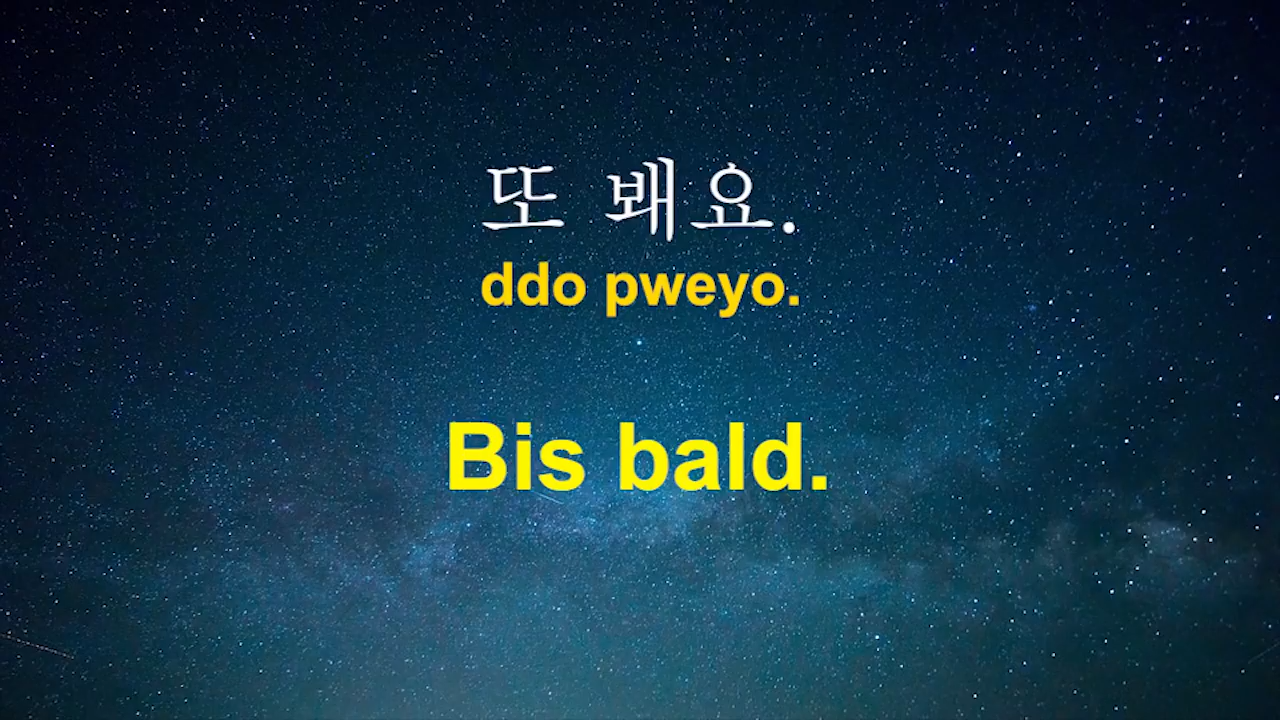 또 봬요.
ddo pweyo.
Bis bald.